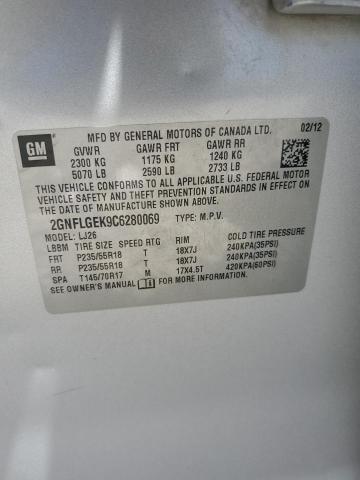 GM
MFD BY GENERAL MOTORS OF CANADA LTD. 02/12
GVWR GAWR FRT GAWR RR
2300 KG 1175 KG 1240 KG
5070 LB 2590 LB 2733 LB
THIS VEHICLE CONFORMS TO ALL APPLICABLE U.S. FEDERAL
MOTOR VEHICLE SAFETY AND THEFT PREVENTION STANDARDS IN EFFECT
ON THE DATE OF MANUFACTURE SHOWN ABOVE.
2GNFLGEK9C6280069 TYPE: M.P.V.
MODEL: LJ26
LBBM TIRE SIZE SPEED RTG RIM COLD TIRE PRESSURE
FRT P235/55R18 T 18X7J 240KPA(35PSI)
RR P235/55R18 T 18X7J 240KPA(35PSI)
SPA T145/70R17 M 17X4.5T 420KPA(60PSI)
SEE OWNER'S MANUAL FOR MORE INFORMATION.